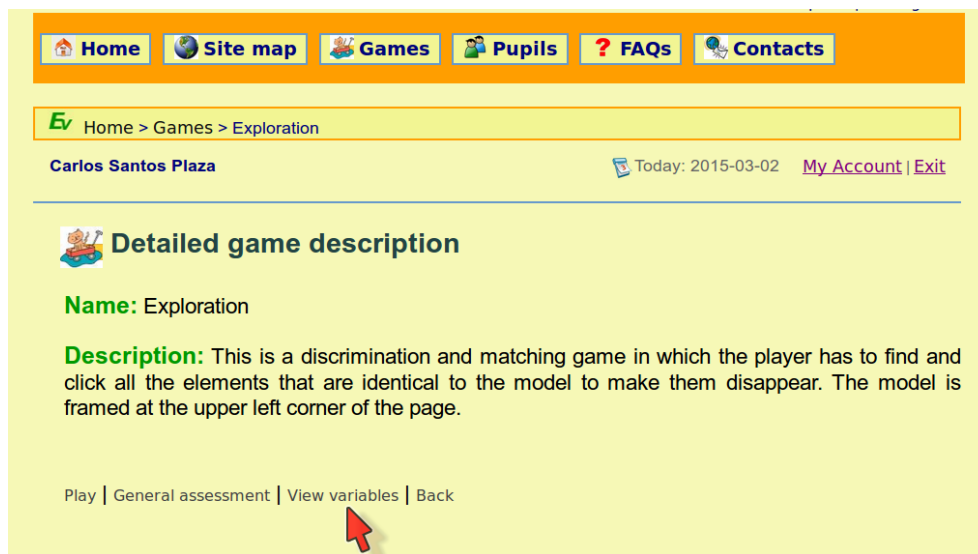 Home Site map Games Pupils ? FAQs Contacts
Ev Home > Games > Exploration
Carlos Santos Plaza Today: 2015-03-02 My Account | Exit
Detailed game description
Name: Exploration
Description: This is a discrimination and matching game in which the player has to find and
click all the elements that are identical to the model to make them disappear. The model is
framed at the upper left corner of the page.
Play | General assessment | View variables | Back